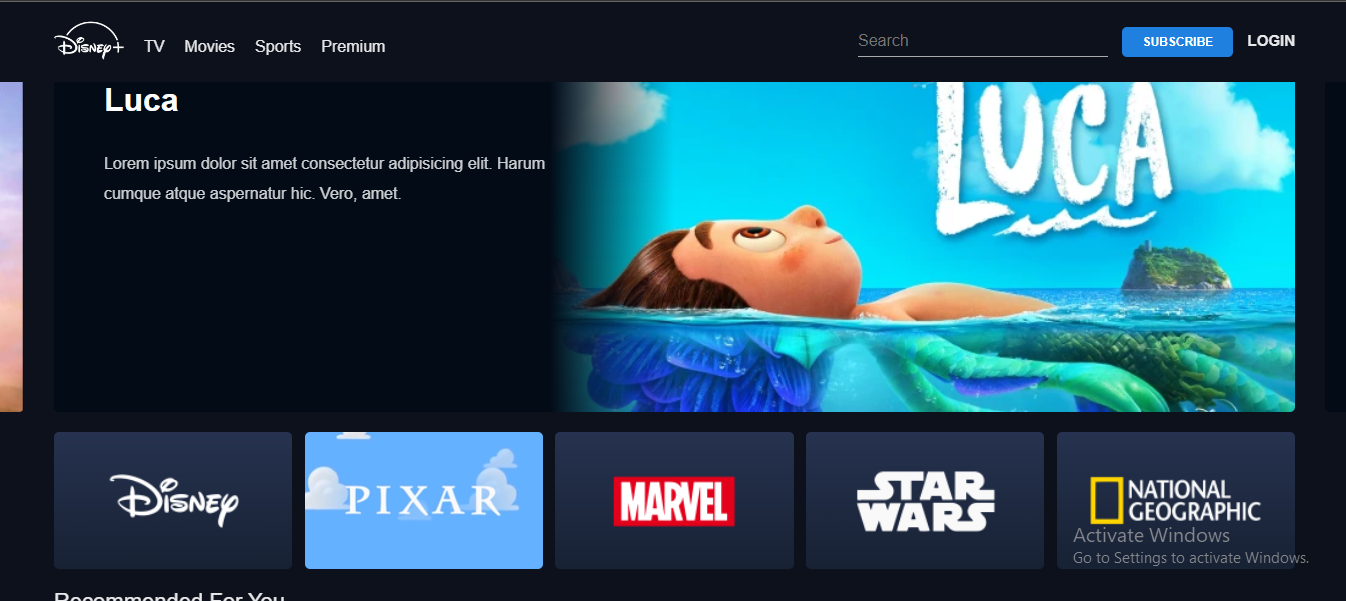 Disney+
TV
Movies
Sports
Premium
Search
SUBSCRIBE
LOGIN
Luca
Lorem ipsum dolor sit amet consectetur adipisicing elit. Harum
cumque atque aspernatur hic. Vero, amet.
LUCA
Disney
PIXAR
MARVEL
STAR
WARS
NATIONAL
GEOGRAPHIC
Activate Windows
Go to Settings to activate Windows.
Recommended For You